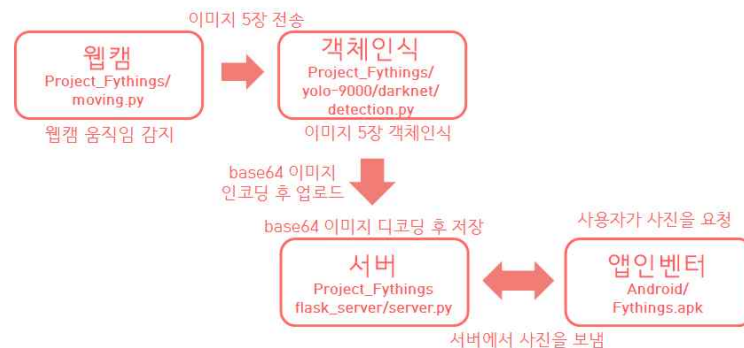 이미지 5장 전송
웹캠
Project_Fythings/
moving.py
웹캠 움직임 감지
객체인식
Project_Fythings/
yolo-9000/darknet/
detection.py
이미지 5장 객체인식
base64 이미지
인코딩 후 업로드
base64 이미지 디코딩 후 저장
서버
Project_Fythings
flask_server/server.py
사용자가 사진을 요청
앱인벤터
Android/
Fythings.apk
서버에서 사진을 보냄